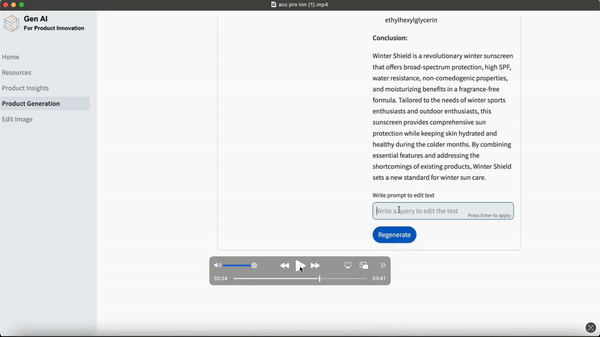 acc pro inn (1).mp4
Gen AI
For Product Innovation
Home
Resources
Product Insights
Product Generation
Edit Image
ethylhexylglycerin
Conclusion:
Winter Shield is a revolutionary winter sunscreen
that offers broad-spectrum protection, high SPF,
water resistance, non-comedogenic properties,
and moisturizing benefits in a fragrance-free
formula. Tailored to the needs of winter sports
enthusiasts and outdoor enthusiasts, this
sunscreen provides comprehensive sun
protection while keeping skin hydrated and
healthy during the colder months. By combining
essential features and addressing the
shortcomings of existing products, Winter Shield
sets a new standard for winter sun care.
Write prompt to edit text
Write a query to edit the text
Press Enter to apply
Regenerate
02:24
03:41